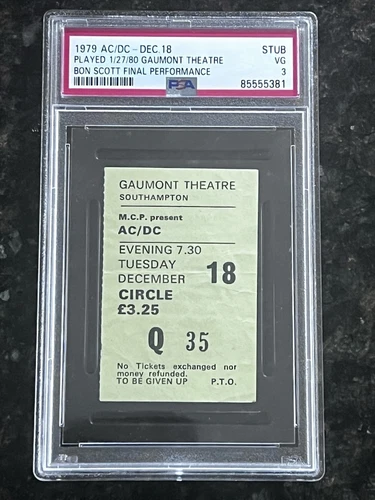 1979 AC/DC - DEC.18 STUB
PLAYED 1/27/80 GAUMONT THEATRE VG
BON SCOTT FINAL PERFORMANCE 3
PSA 85555381
GAUMONT THEATRE
SOUTHAMPTON
M.C.P. present
AC/DC
EVENING 7.30
TUESDAY
DECEMBER 18
CIRCLE
£3.25
Q 35
No Tickets exchanged nor
money refunded.
TO BE GIVEN UP P.T.O.